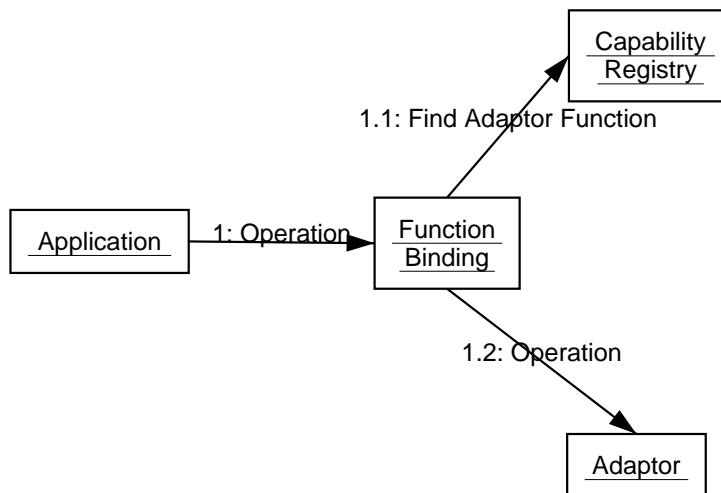 Capability
Registry
1.1: Find Adaptor Function
Application
1: Operation
Function
Binding
1.2: Operation
Adaptor